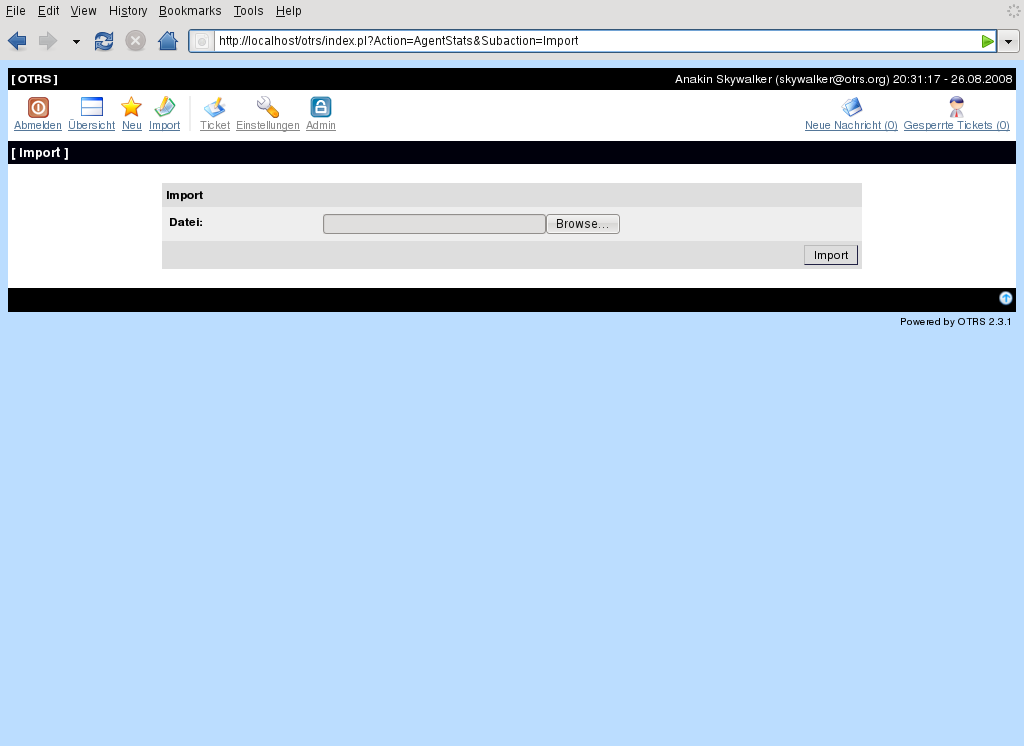 File Edit View History Bookmarks Tools Help
http://localhost/otrs/index.pl?Action=AgentStats&Subaction=Import
[ OTRS ] Anakin Skywalker (skywalker@otrs.org) 20:31:17 - 26.08.2008
Abmelden Übersicht Neu Import Ticket Einstellungen Admin Neue Nachricht (0) Gesperrte Tickets (0)
[ Import ]
Import
Datei: Browse...
Import
Powered by OTRS 2.3.1